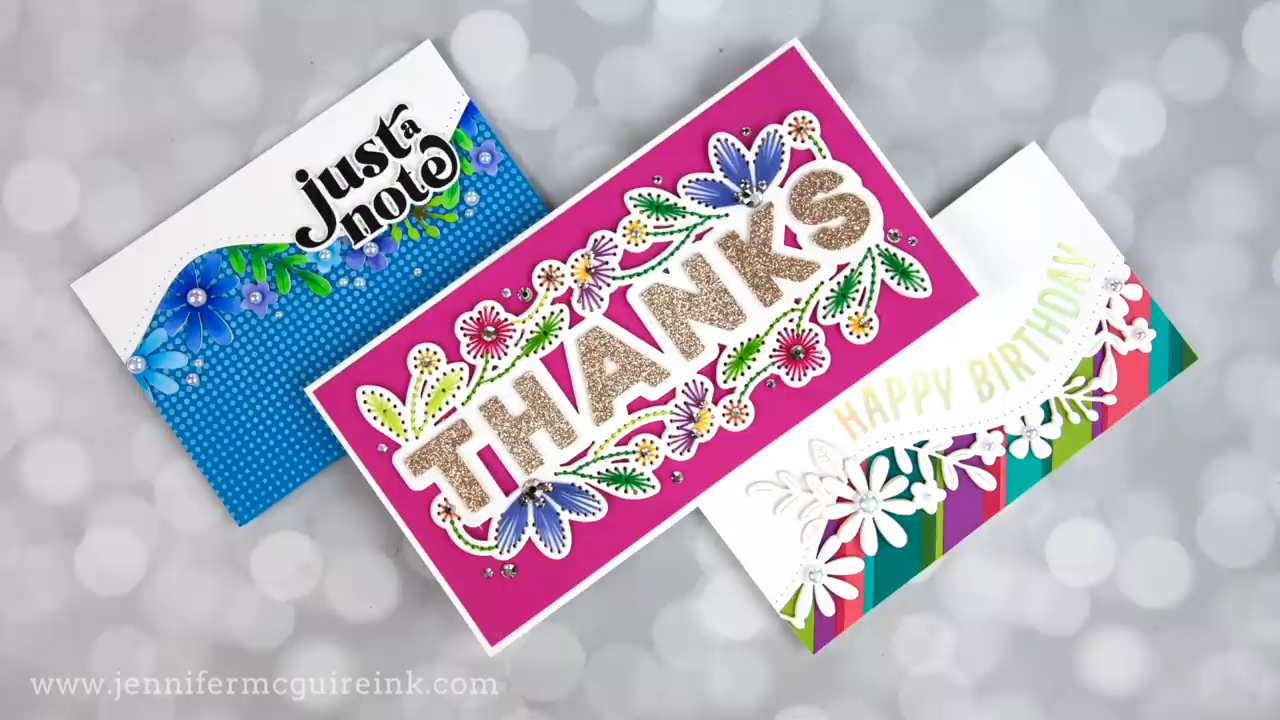 just
a
note
THANKS
HAPPY BIRTHDAY
www.jennifermcguireink.com